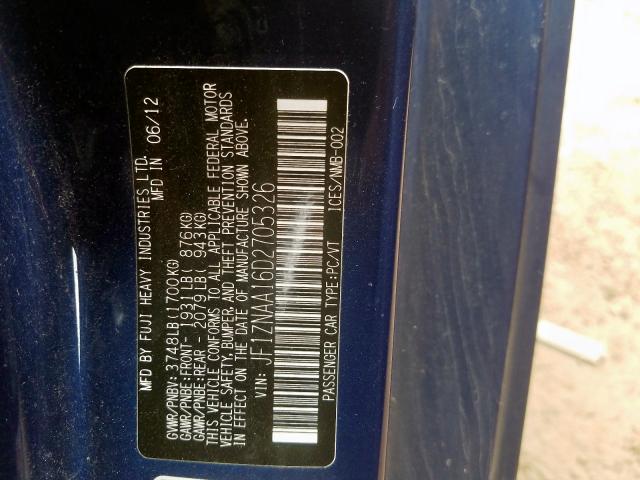 MFD BY FUJI HEAVY INDUSTRIES LTD.
MFD IN 06/12
GVWR/PNBV: 3748LB(1700KG)
GAWR/PNBE:FRONT- 1931LB( 876KG)
GAWR/PNBE:REAR - 2079LB( 943KG)
THIS VEHICLE CONFORMS TO ALL APPLICABLE FEDERAL MOTOR
VEHICLE SAFETY, BUMPER, AND THEFT PREVENTION STANDARDS
IN EFFECT ON THE DATE OF MANUFACTURE SHOWN ABOVE.
VIN: JF1ZNAA16D2705326
PASSENGER CAR TYPE:PC/VT ICES/NMB-002